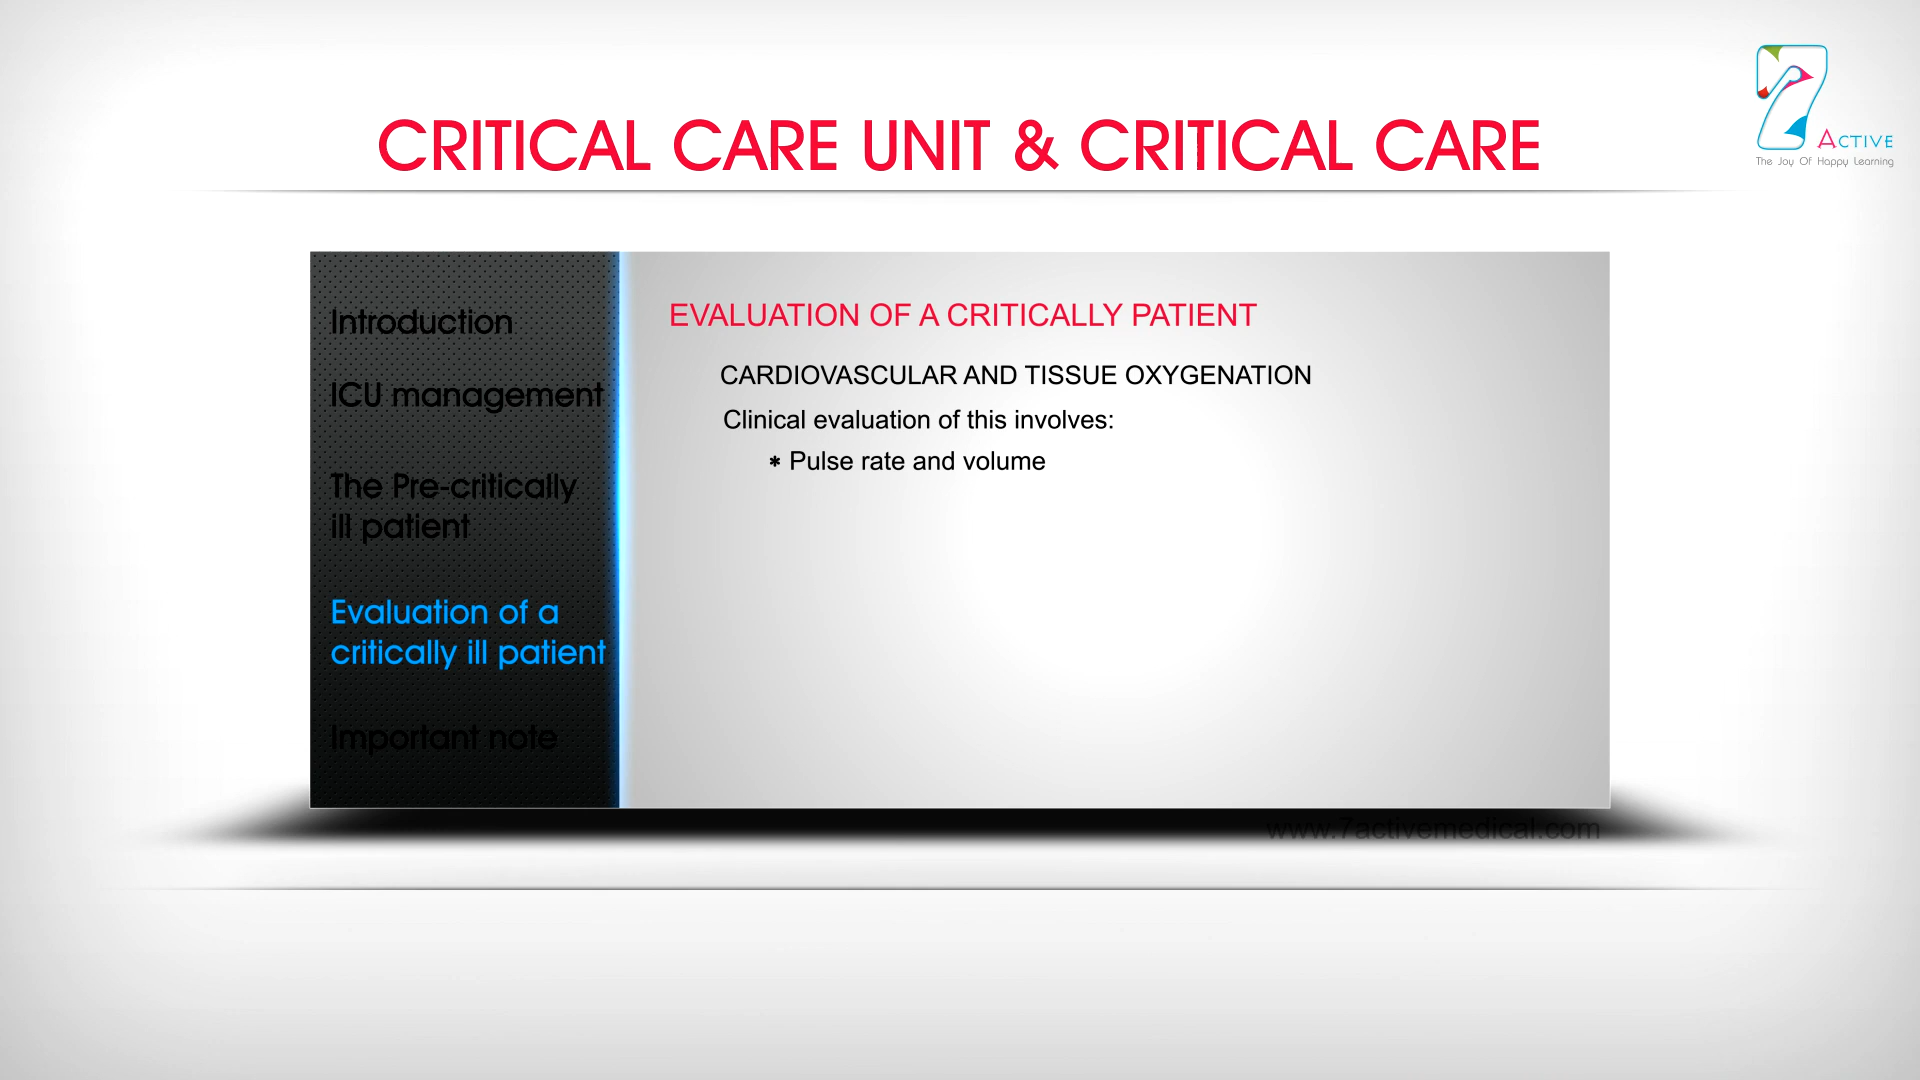 CRITICAL CARE UNIT & CRITICAL CARE
7 ACTIVE
The Joy Of Happy Learning
Introduction
ICU management
The Pre-critically
ill patient
Evaluation of a
critically ill patient
Important note
EVALUATION OF A CRITICALLY PATIENT
CARDIOVASCULAR AND TISSUE OXYGENATION
Clinical evaluation of this involves:
* Pulse rate and volume
www.7activemedical.com